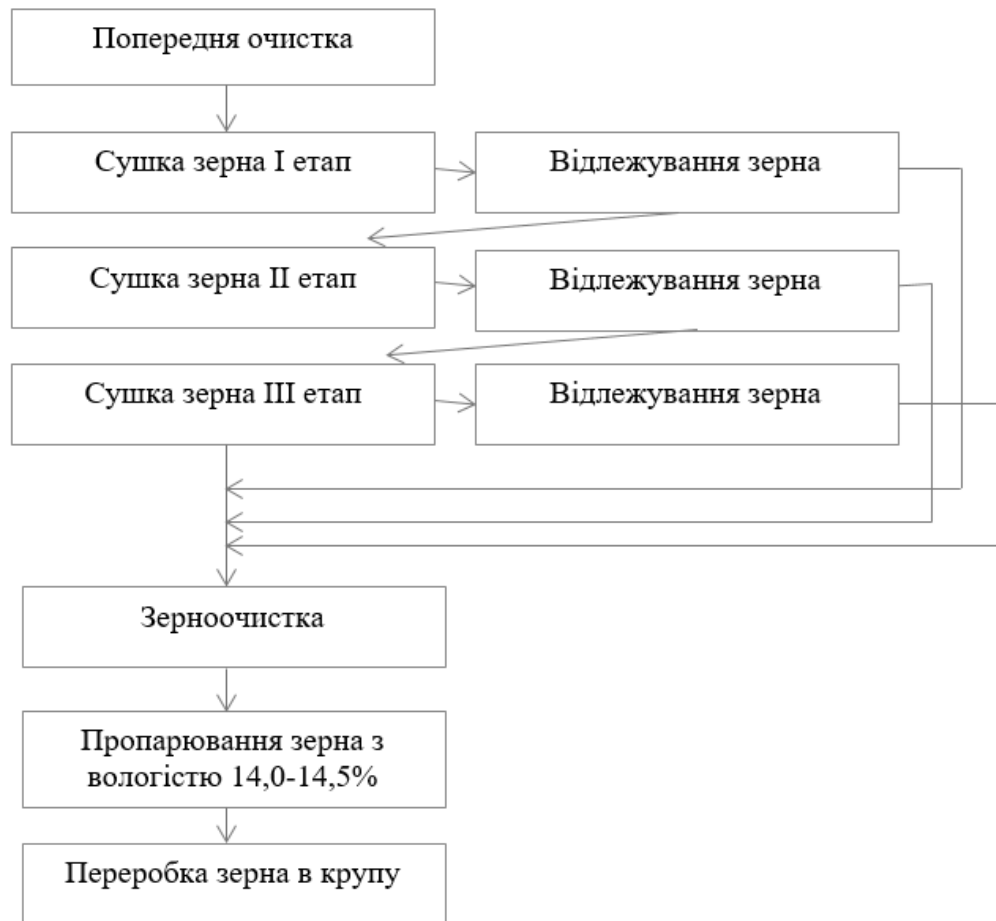 Попередня очистка
Сушка зерна I етап
Відлежування зерна
Сушка зерна II етап
Відлежування зерна
Сушка зерна III етап
Відлежування зерна
Зерноочистка
Пропарювання зерна з
вологістю 14,0-14,5%
Переробка зерна в крупу